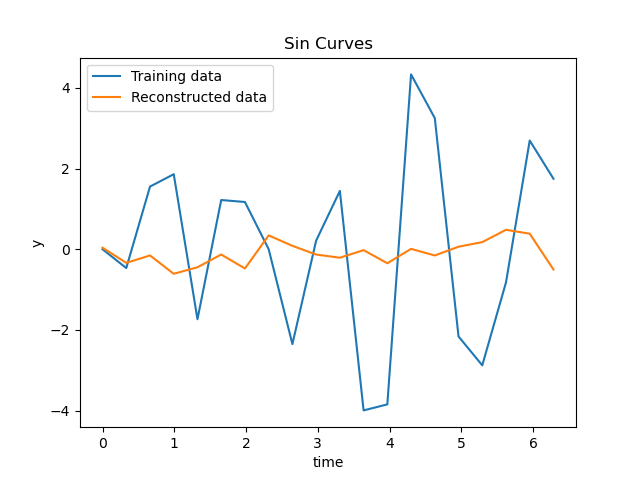 Sin Curves
Training data
Reconstructed data
4
2
0
−2
−4
y
0 1 2 3 4 5 6
time